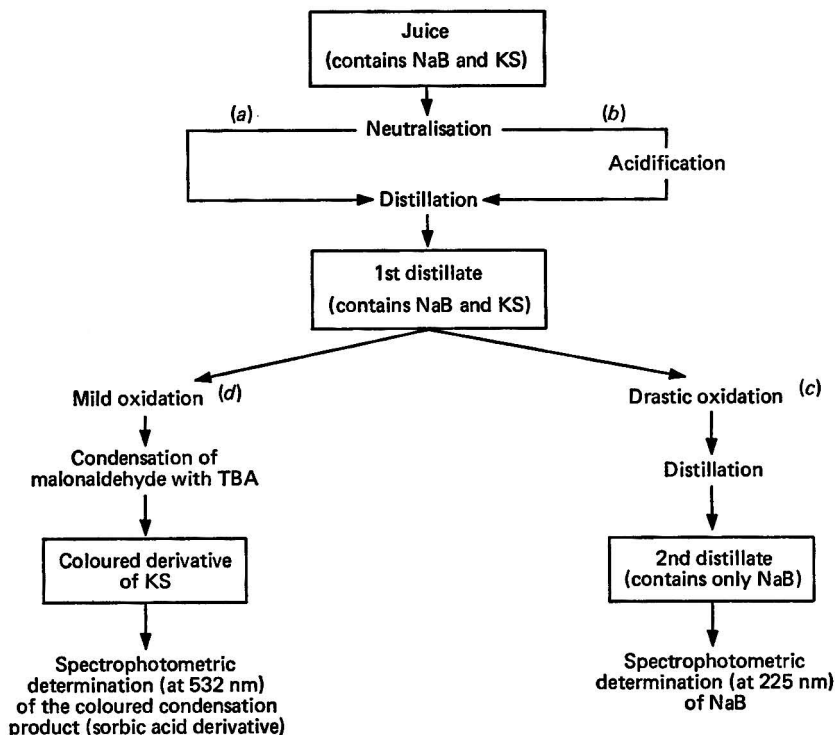 Juice
(contains NaB and KS)
(a)
Neutralisation
(b)
Acidification
Distillation
1st distillate
(contains NaB and KS)
Mild oxidation (d)
Drastic oxidation (c)
Condensation of
malonaldehyde with TBA
Distillation
Coloured derivative
of KS
2nd distillate
(contains only NaB)
Spectrophotometric
determination (at 532 nm)
of the coloured condensation
product (sorbic acid derivative)
Spectrophotometric
determination (at 225 nm)
of NaB